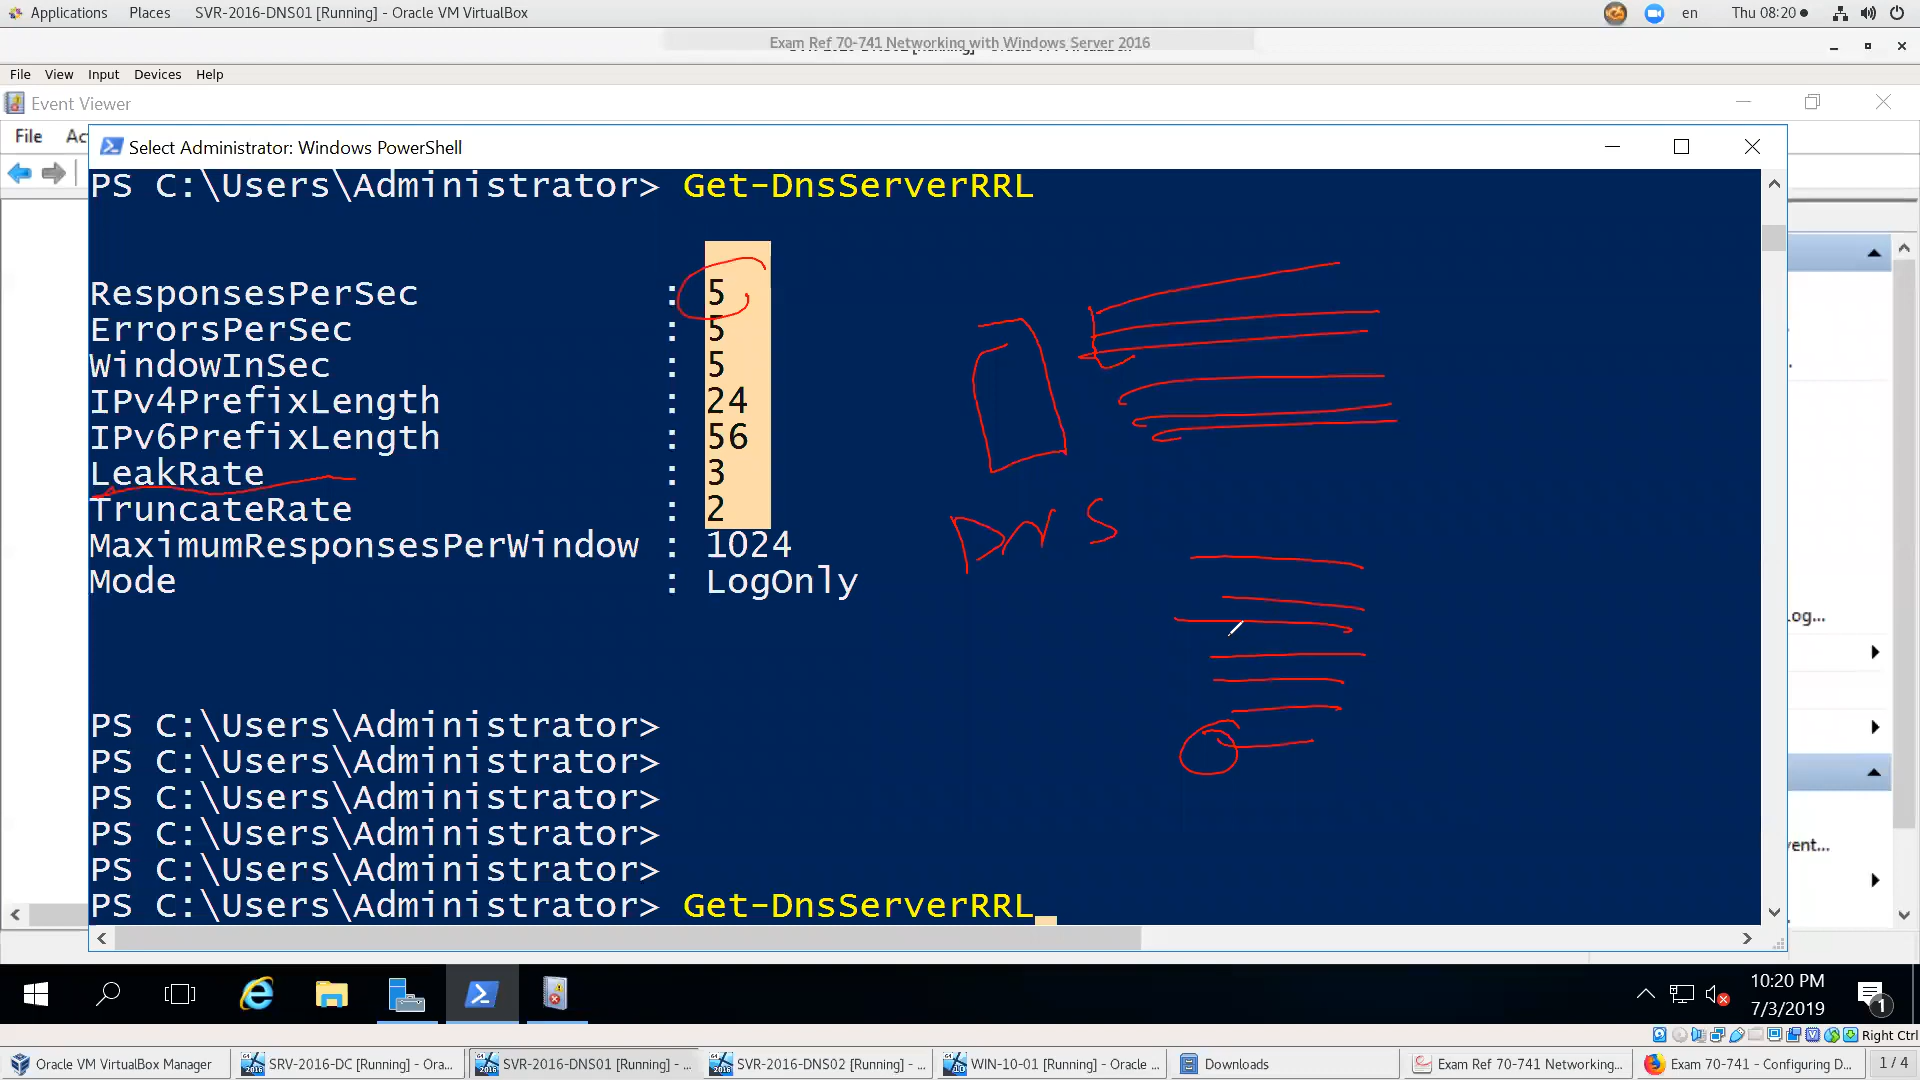 Applications Places SVR-2016-DNS01 [Running] - Oracle VM VirtualBox en Thu 08:20
Exam Ref 70-741 Networking with Windows Server 2016
File View Input Devices Help
Event Viewer
File Ac
Select Administrator: Windows PowerShell
PS C:\Users\Administrator> Get-DnsServerRRL
ResponsesPerSec : 5
ErrorsPerSec : 5
WindowInSec : 5
IPv4PrefixLength : 24
IPv6PrefixLength : 56
LeakRate : 3
TruncateRate : 2
MaximumResponsesPerWindow : 1024
Mode : LogOnly
DNS
Log...
PS C:\Users\Administrator>
PS C:\Users\Administrator>
PS C:\Users\Administrator>
PS C:\Users\Administrator>
vent...
PS C:\Users\Administrator>
PS C:\Users\Administrator> Get-DnsServerRRL
10:20 PM
7/3/2019
1
Right Ctrl
Oracle VM VirtualBox Manager SRV-2016-DC [Running] - Ora... SVR-2016-DNS01 [Running] - ... SVR-2016-DNS02 [Running] - ... WIN-10-01 [Running] - Oracle ... Downloads Exam Ref 70-741 Networking... Exam 70-741 - Configuring D... 1 / 4